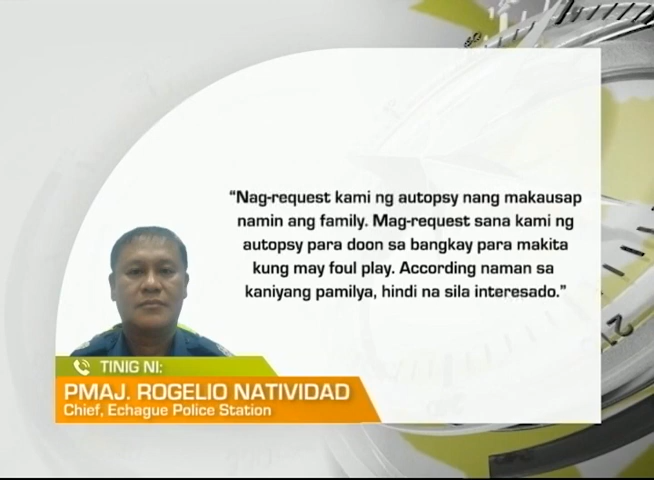 “Nag-request kami ng autopsy nang makausap
namin ang family. Mag-request sana kami ng
autopsy para doon sa bangkay para makita
kung may foul play. According naman sa
kaniyang pamilya, hindi na sila interesado.”
TINIG NI:
PMAJ. ROGELIO NATIVIDAD
Chief, Echague Police Station
12